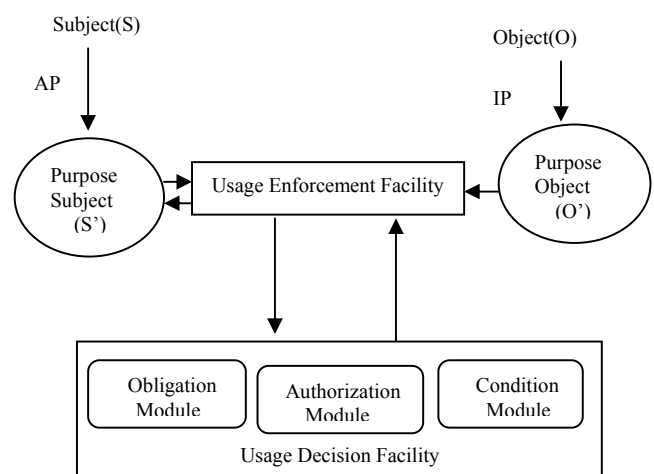 Subject(S)
Object(O)
AP
IP
Purpose
Subject
(S')
Usage Enforcement Facility
Purpose
Object
(O')
Obligation
Module
Authorization
Module
Condition
Module
Usage Decision Facility